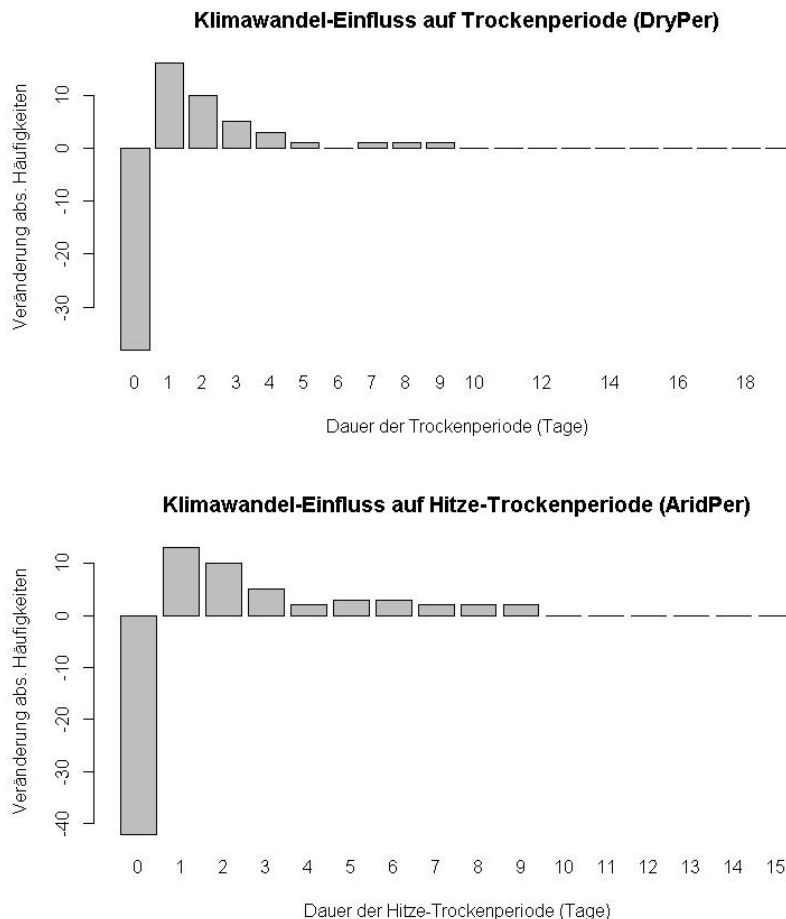 Klimawandel-Einfluss auf Trockenperiode (DryPer)
Veränderung abs. Häufigkeiten
10
0
-10
-20
-30
0 1 2 3 4 5 6 7 8 9 10 12 14 16 18
Dauer der Trockenperiode (Tage)
Klimawandel-Einfluss auf Hitze-Trockenperiode (AridPer)
Veränderung abs. Häufigkeiten
10
0
-10
-20
-30
-40
0 1 2 3 4 5 6 7 8 9 10 11 12 13 14 15
Dauer der Hitze-Trockenperiode (Tage)